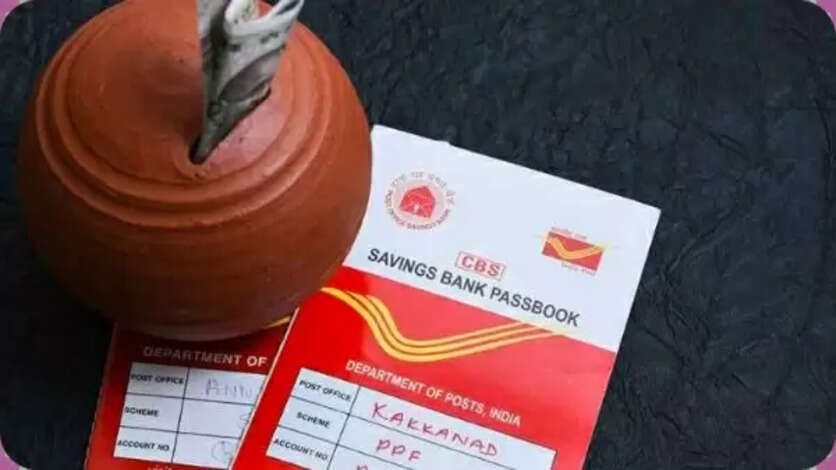 CBS
SAVINGS BANK PASSBOOK
DEPARTMENT OF POSTS, INDIA
POST OFFICE KAKKANAD
SCHEME PPF
ACCOUNT NO.
DEPARTMENT OF
POST OFFICE
SCHEME
ACCOUNT NO.